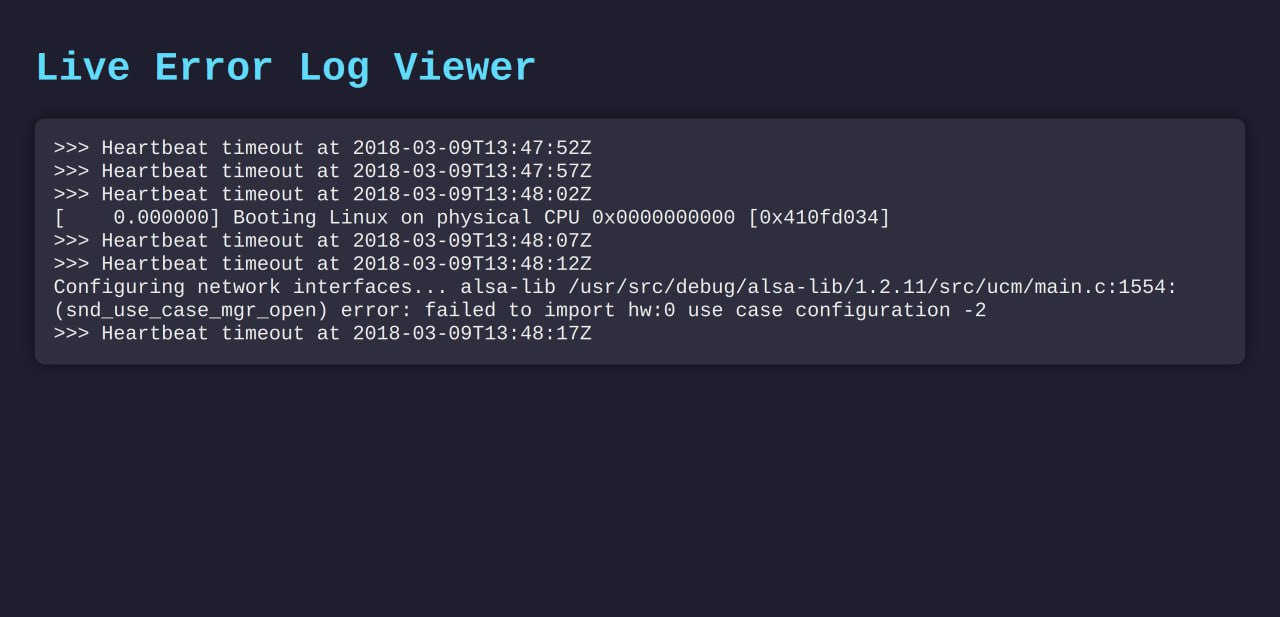 Live Error Log Viewer
>>> Heartbeat timeout at 2018-03-09T13:47:52Z
>>> Heartbeat timeout at 2018-03-09T13:47:57Z
>>> Heartbeat timeout at 2018-03-09T13:48:02Z
[    0.000000] Booting Linux on physical CPU 0x0000000000 [0x410fd034]
>>> Heartbeat timeout at 2018-03-09T13:48:07Z
>>> Heartbeat timeout at 2018-03-09T13:48:12Z
Configuring network interfaces... alsa-lib /usr/src/debug/alsa-lib/1.2.11/src/ucm/main.c:1554:
(snd_use_case_mgr_open) error: failed to import hw:0 use case configuration -2
>>> Heartbeat timeout at 2018-03-09T13:48:17Z